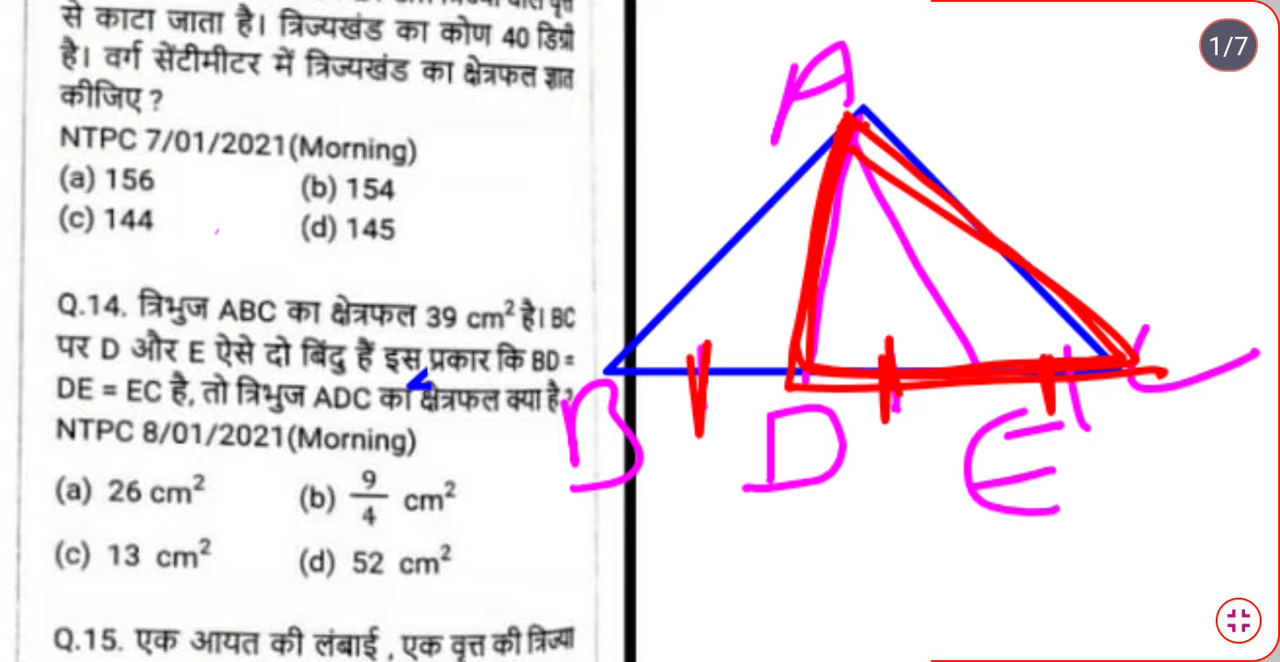 से काटा जाता है। त्रिज्यखंड का कोण 40 डिग्री
है। वर्ग सेंटीमीटर में त्रिज्यखंड का क्षेत्रफल ज्ञात
कीजिए ?
NTPC 7/01/2021(Morning)
(a) 156 (b) 154
(c) 144 (d) 145
Q.14. त्रिभुज ABC का क्षेत्रफल 39 cm² है। BC
पर D और E ऐसे दो बिंदु हैं इस प्रकार कि BD =
DE = EC है, तो त्रिभुज ADC का क्षेत्रफल क्या है?
NTPC 8/01/2021(Morning)
(a) 26 cm² (b) 9/4 cm²
(c) 13 cm² (d) 52 cm²
Q.15. एक आयत की लंबाई , एक वृत्त की त्रिज्या
1/7
A
B
D
E
C